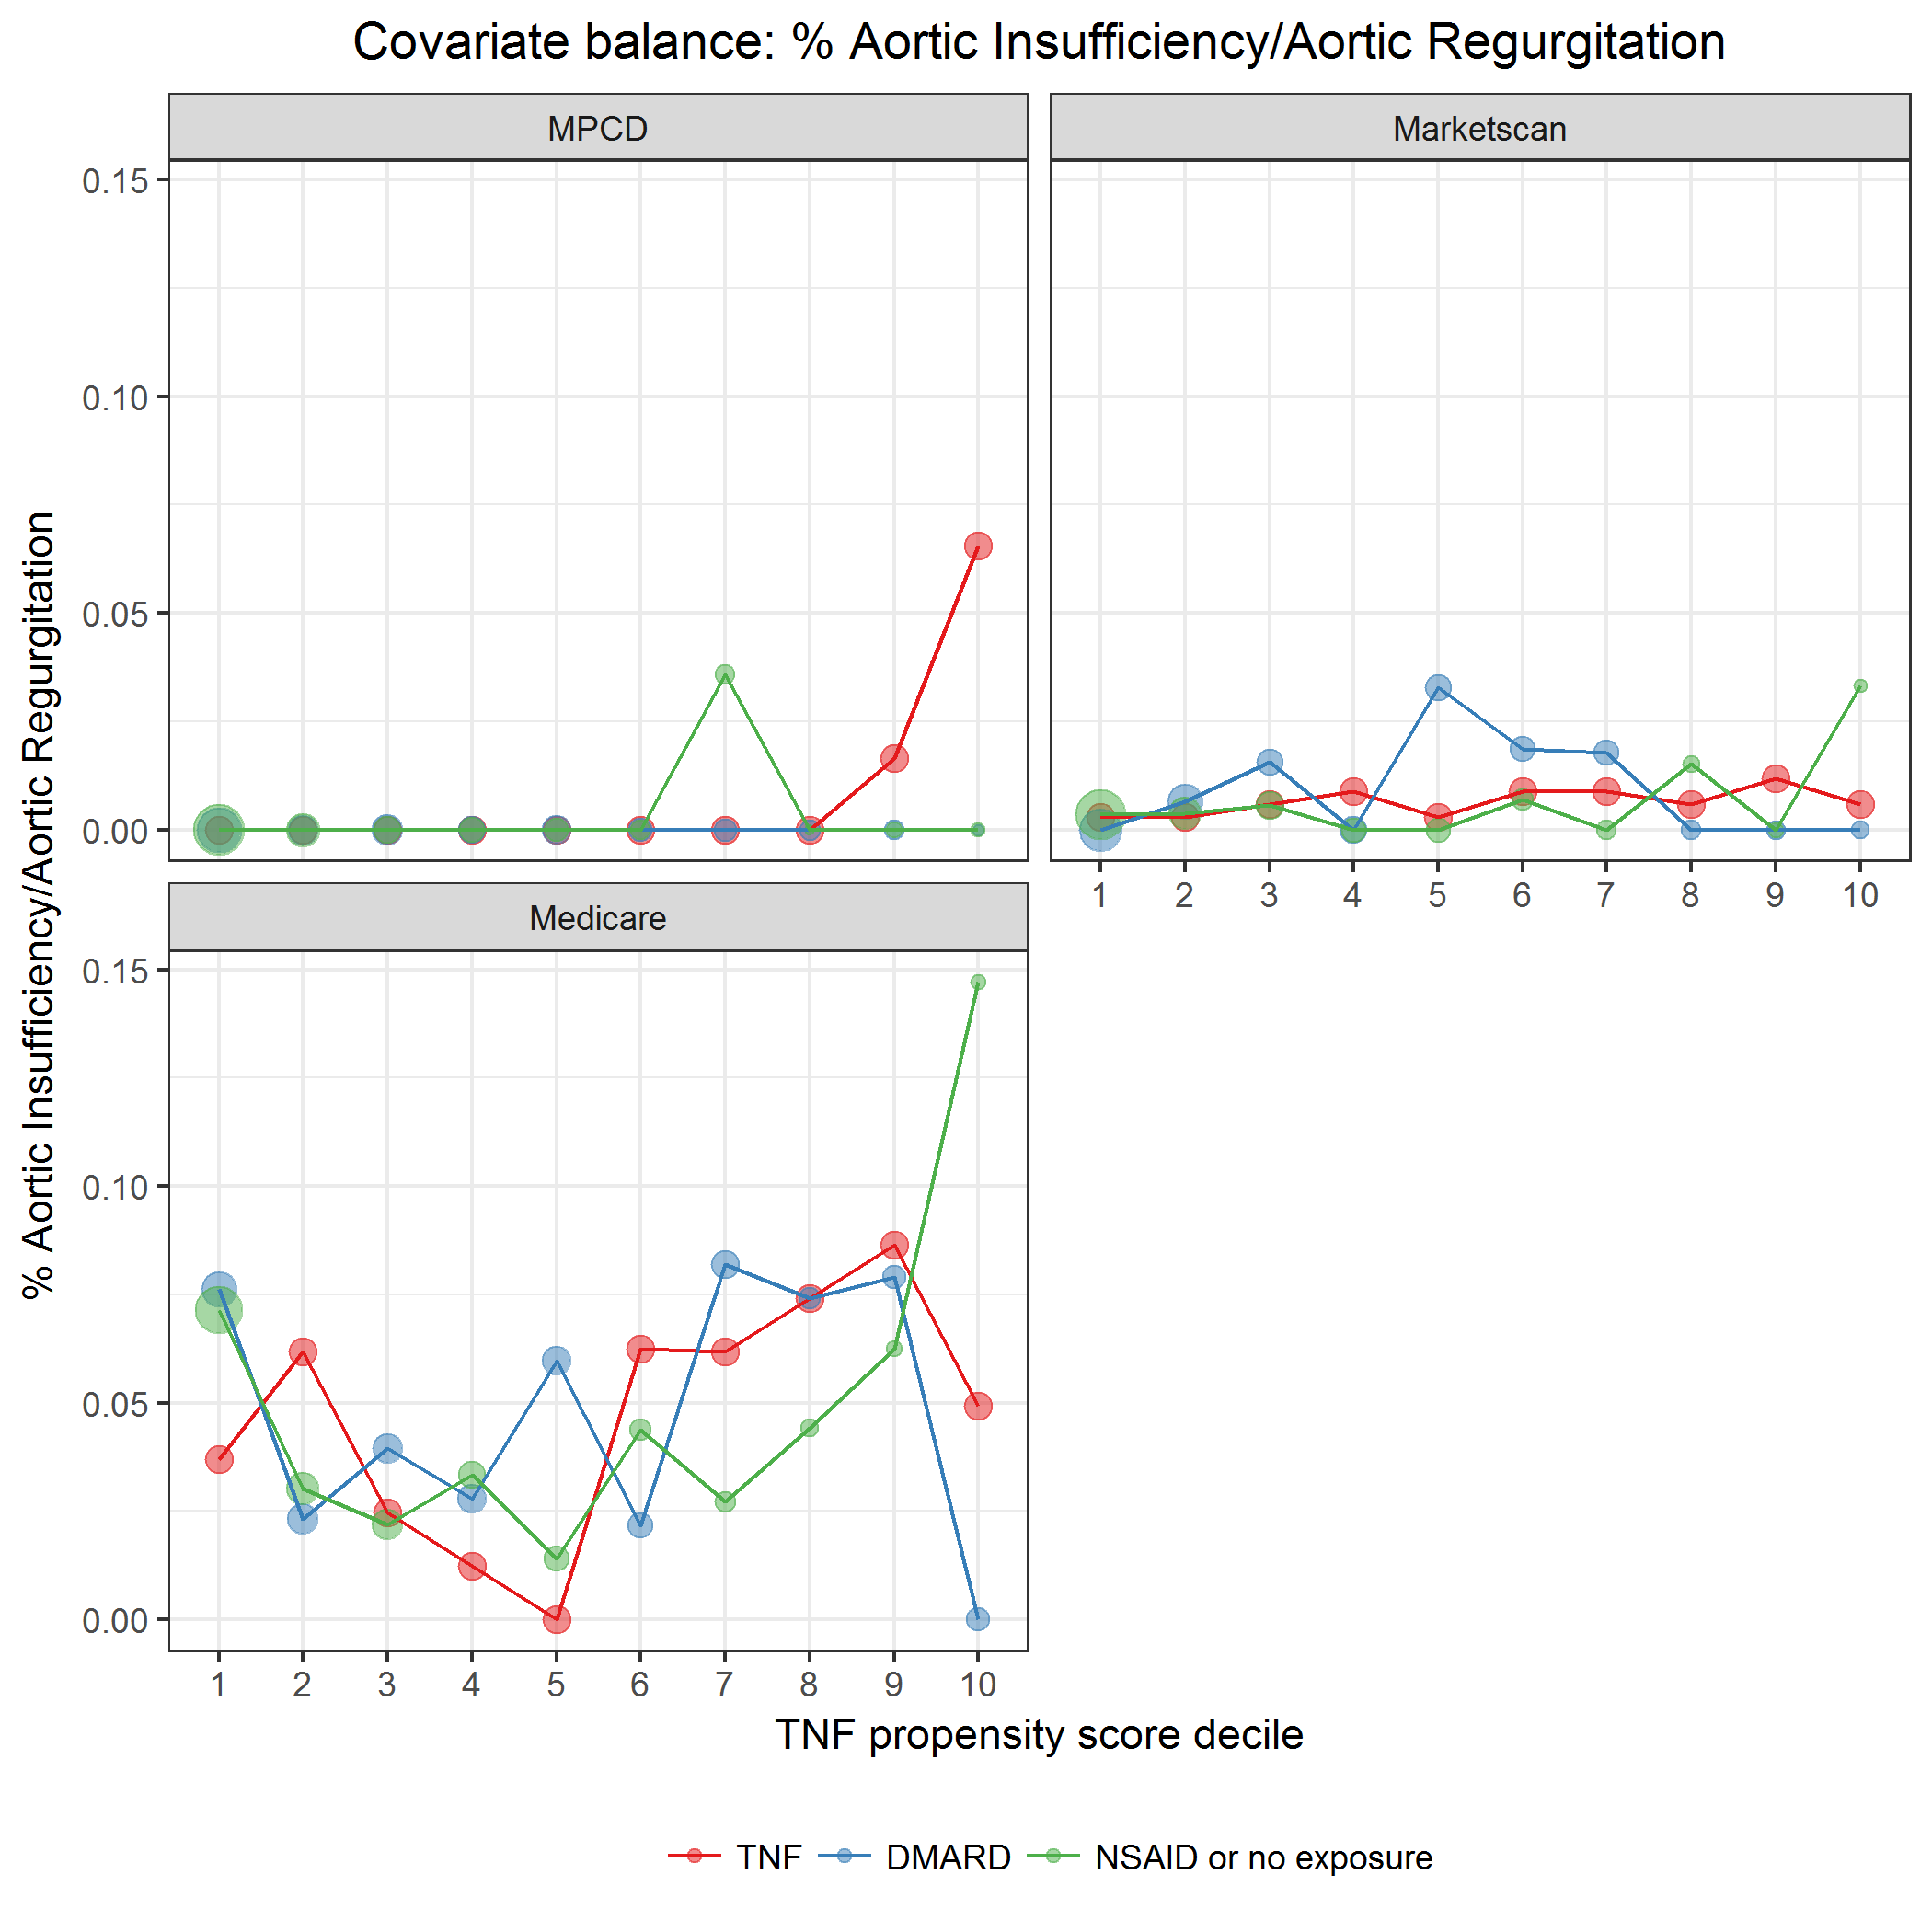 Covariate balance: % Aortic Insufficiency/Aortic Regurgitation
MPCD
Marketscan
0.15
0.10
0.05
0.00
1 2 3 4 5 6 7 8 9 10
Medicare
0.15
0.10
0.05
0.00
1 2 3 4 5 6 7 8 9 10
% Aortic Insufficiency/Aortic Regurgitation
TNF propensity score decile
TNF DMARD NSAID or no exposure